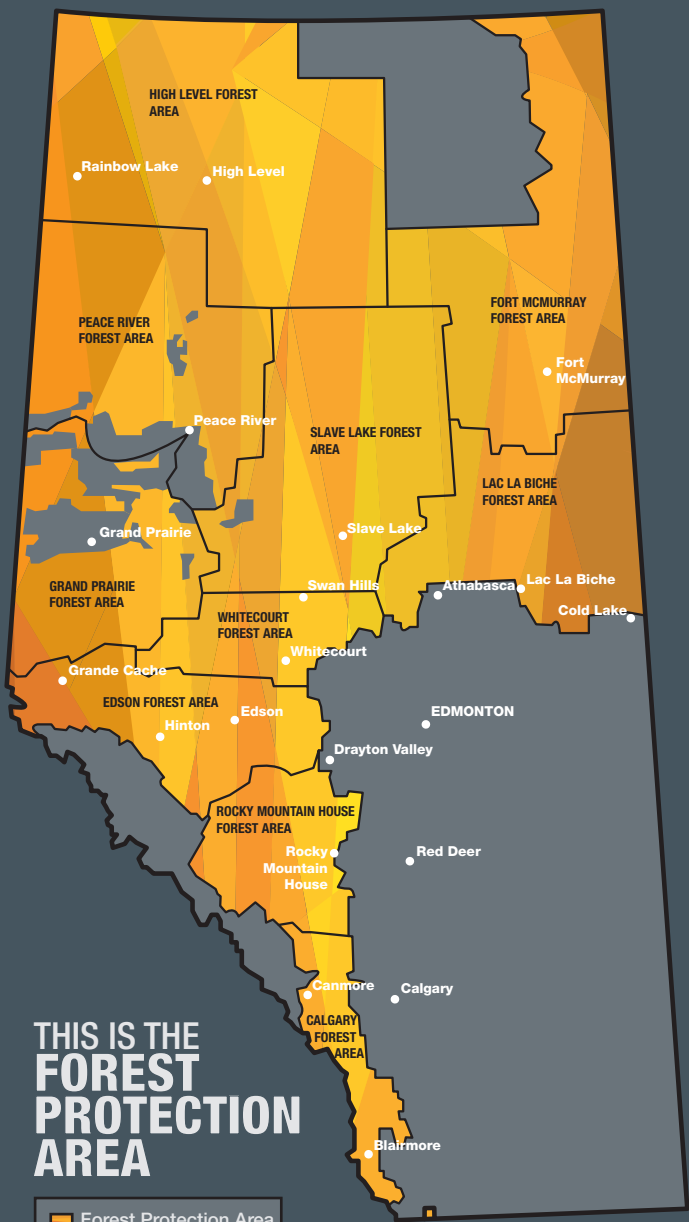 HIGH LEVEL FOREST
AREA
Rainbow Lake
High Level
PEACE RIVER
FOREST AREA
FORT MCMURRAY
FOREST AREA
Fort
McMurray
Peace River
SLAVE LAKE FOREST
AREA
LAC LA BICHE
FOREST AREA
Grand Prairie
Slave Lake
GRAND PRAIRIE
FOREST AREA
Swan Hills
Athabasca
Lac La Biche
Cold Lake
WHITECOURT
FOREST AREA
Whitecourt
Grande Cache
EDSON FOREST AREA
Edson
Hinton
EDMONTON
Drayton Valley
ROCKY MOUNTAIN HOUSE
FOREST AREA
Rocky
Mountain
House
Red Deer
Canmore
Calgary
CALGARY
FOREST
AREA
THIS IS THE
FOREST
PROTECTION
AREA
Blairmore
Forest Protection Area